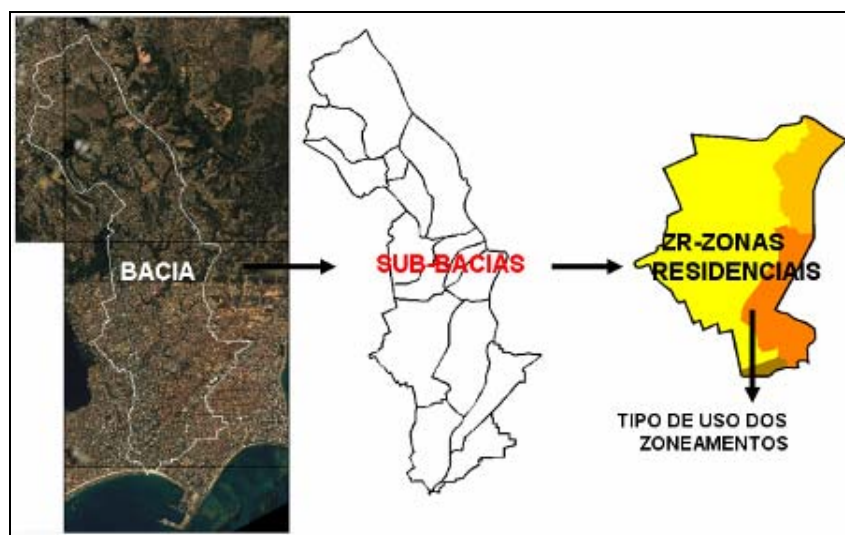 BACIA
SUB-BACIAS
ZR-ZONAS
RESIDENCIAIS
TIPO DE USO DOS
ZONEAMENTOS